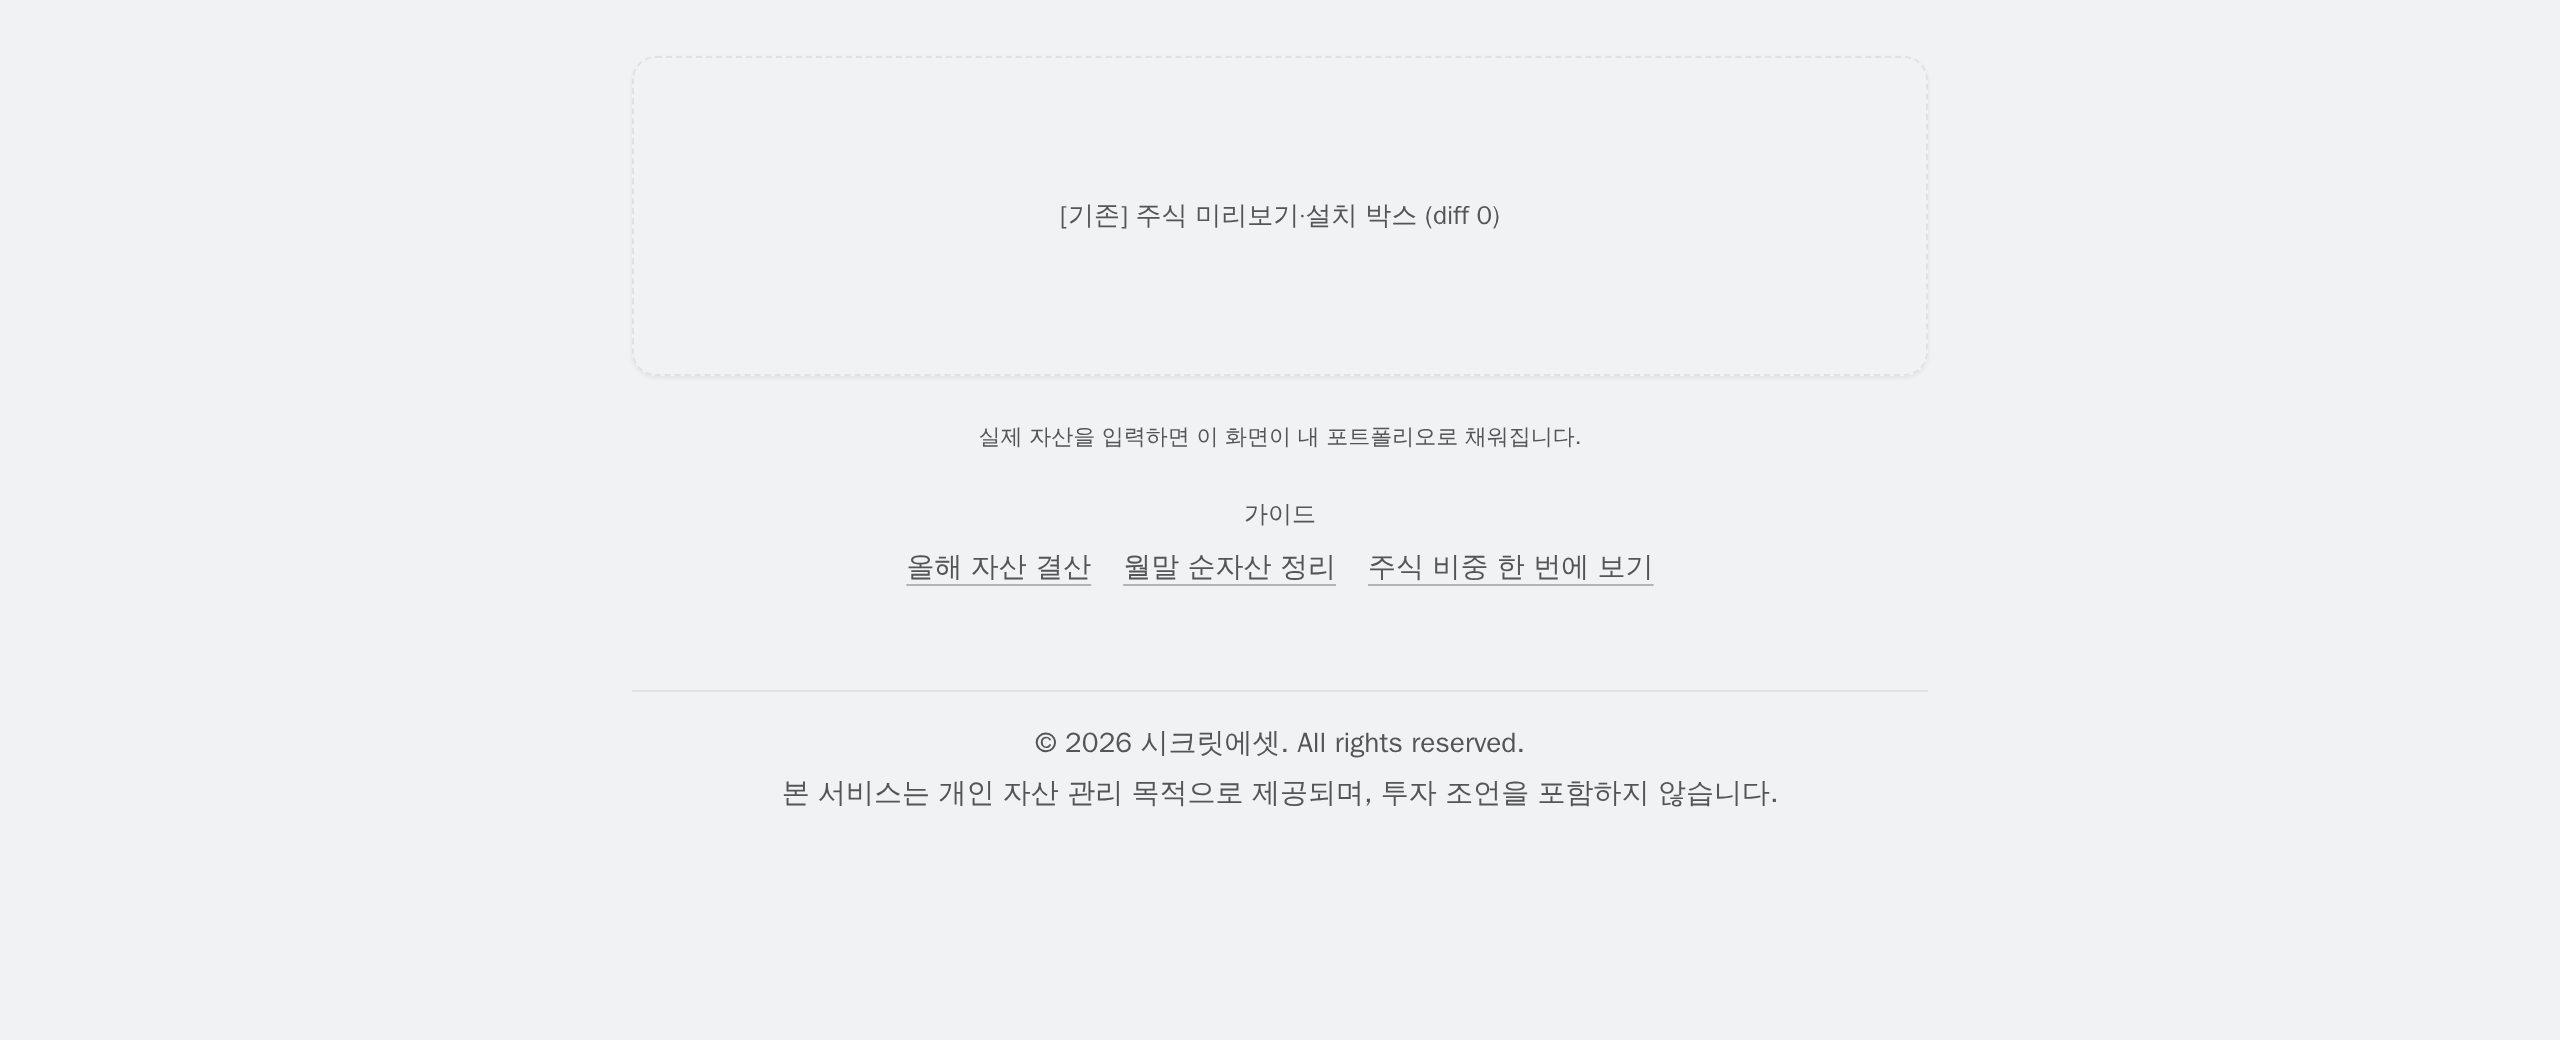 [기존] 주식 미리보기·설치 박스 (diff 0)
실제 자산을 입력하면 이 화면이 내 포트폴리오로 채워집니다.
가이드
올해 자산 결산 월말 순자산 정리 주식 비중 한 번에 보기
© 2026 시크릿에셋. All rights reserved.
본 서비스는 개인 자산 관리 목적으로 제공되며, 투자 조언을 포함하지 않습니다.